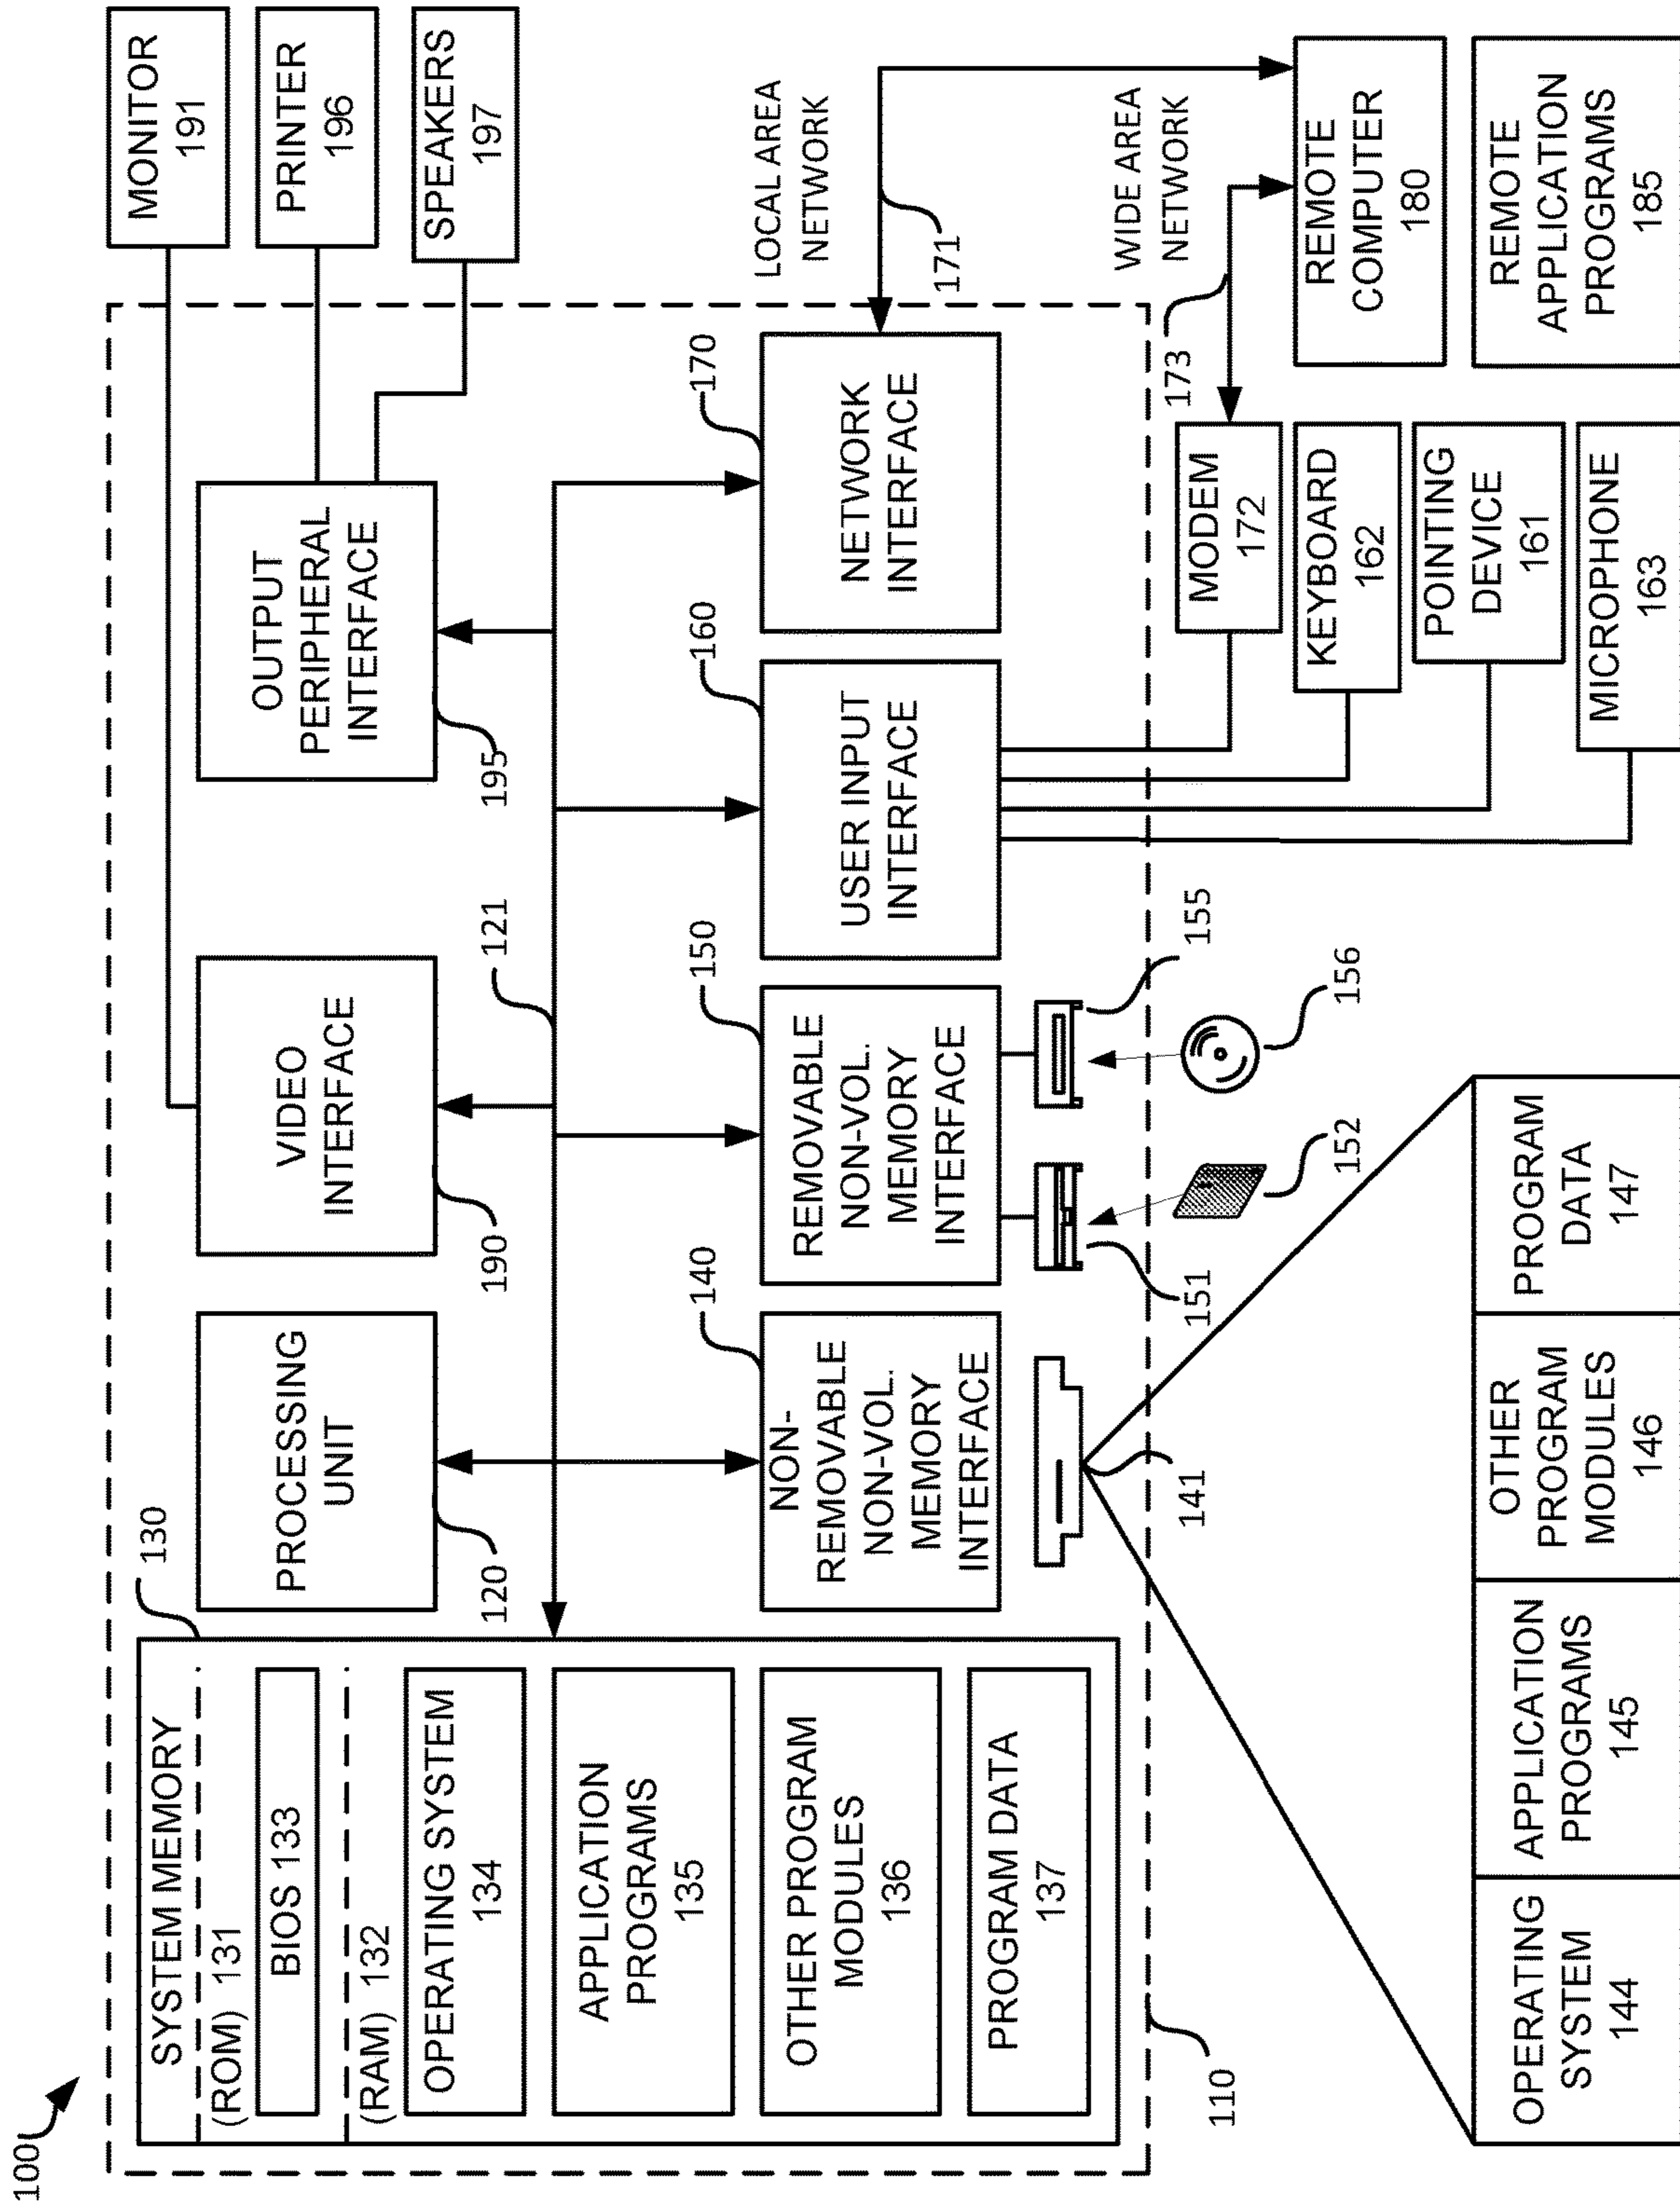 100
SYSTEM MEMORY
(ROM) 131
BIOS 133
(RAM) 132
OPERATING SYSTEM
134
APPLICATION
PROGRAMS
135
OTHER PROGRAM
MODULES
136
PROGRAM DATA
137
130
110
PROCESSING
UNIT
120
VIDEO
INTERFACE
190
121
OUTPUT
PERIPHERAL
INTERFACE
195
MONITOR
191
PRINTER
196
SPEAKERS
197
NON-
REMOVABLE
NON-VOL.
MEMORY
INTERFACE
140
REMOVABLE
NON-VOL.
MEMORY
INTERFACE
150
USER INPUT
INTERFACE
160
NETWORK
INTERFACE
170
LOCAL AREA
NETWORK
171
141
151
152
155
156
WIDE AREA
NETWORK
173
MODEM
172
KEYBOARD
162
POINTING
DEVICE
161
MICROPHONE
163
REMOTE
COMPUTER
180
REMOTE
APPLICATION
PROGRAMS
185
OPERATING
SYSTEM
144
APPLICATION
PROGRAMS
145
OTHER
PROGRAM
MODULES
146
PROGRAM
DATA
147